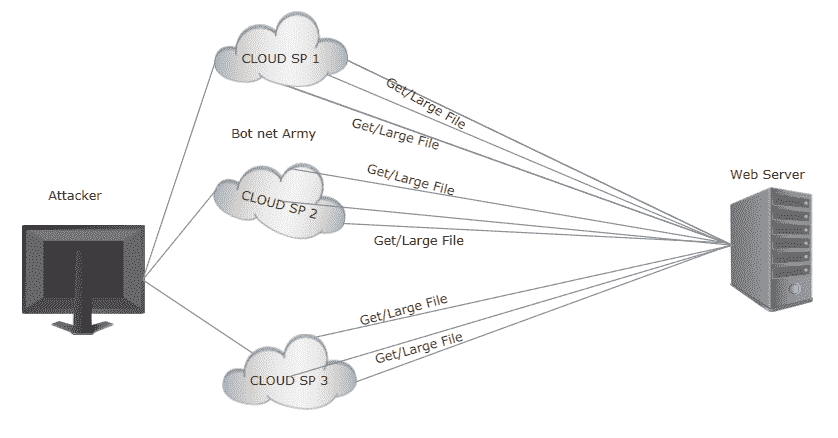 CLOUD SP 1
Get/Large File
Get/Large File
Bot net Army
Get/Large File
Web Server
Attacker
CLOUD SP 2
Get/Large File
Get/Large File
Get/Large File
CLOUD SP 3